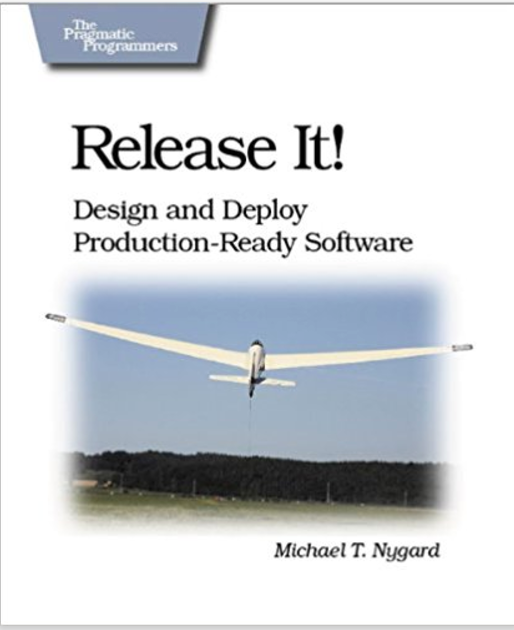 The
Pragmatic
Programmers
Release It!
Design and Deploy
Production-Ready Software
Michael T. Nygard